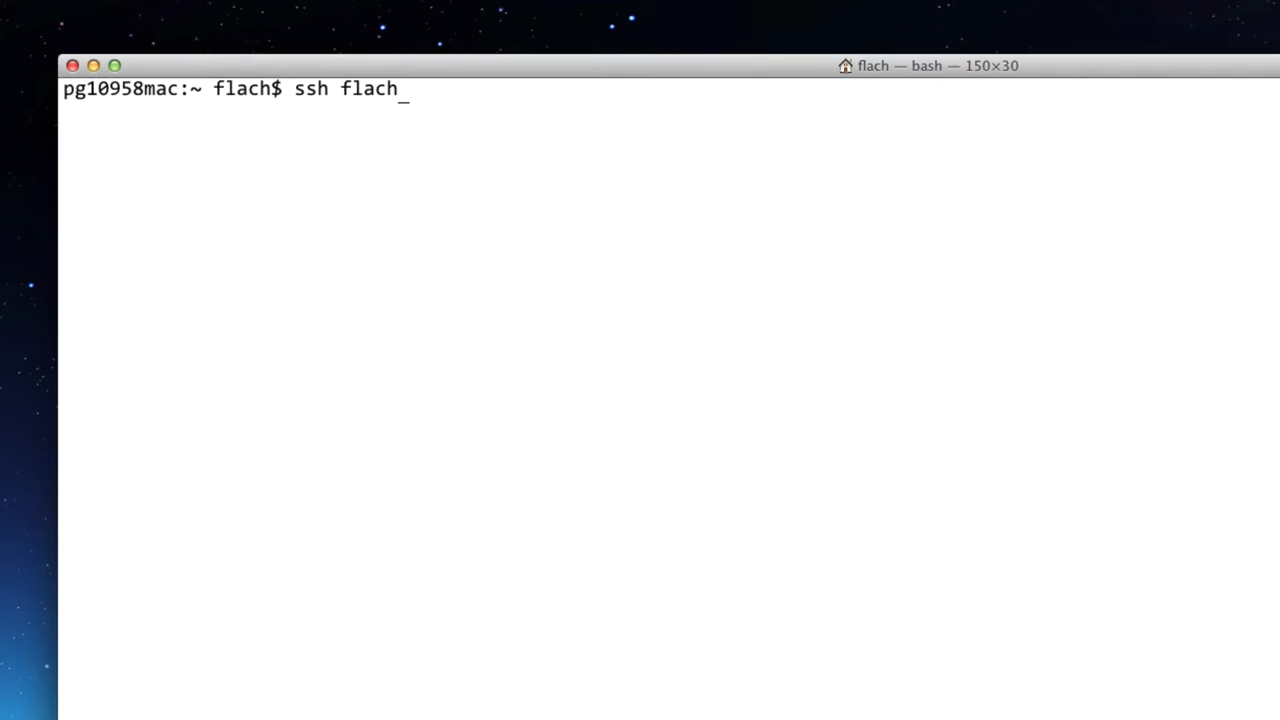 flach — bash — 150×30
pg10958mac:~ flach$ ssh flach_